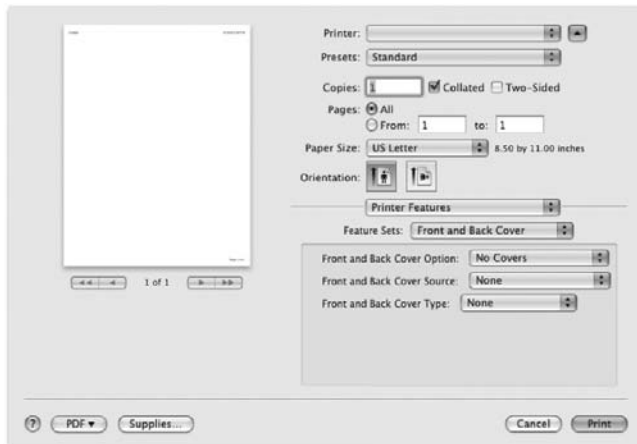 Printer:
Presets: Standard
Copies: 1 Collated Two-Sided
Pages: All
From: 1 to: 1
Paper Size: US Letter 8.50 by 11.00 inches
Orientation:
Printer Features
Feature Sets: Front and Back Cover
Front and Back Cover Option: No Covers
Front and Back Cover Source: None
Front and Back Cover Type: None
1 of 1
? PDF Supplies... Cancel Print